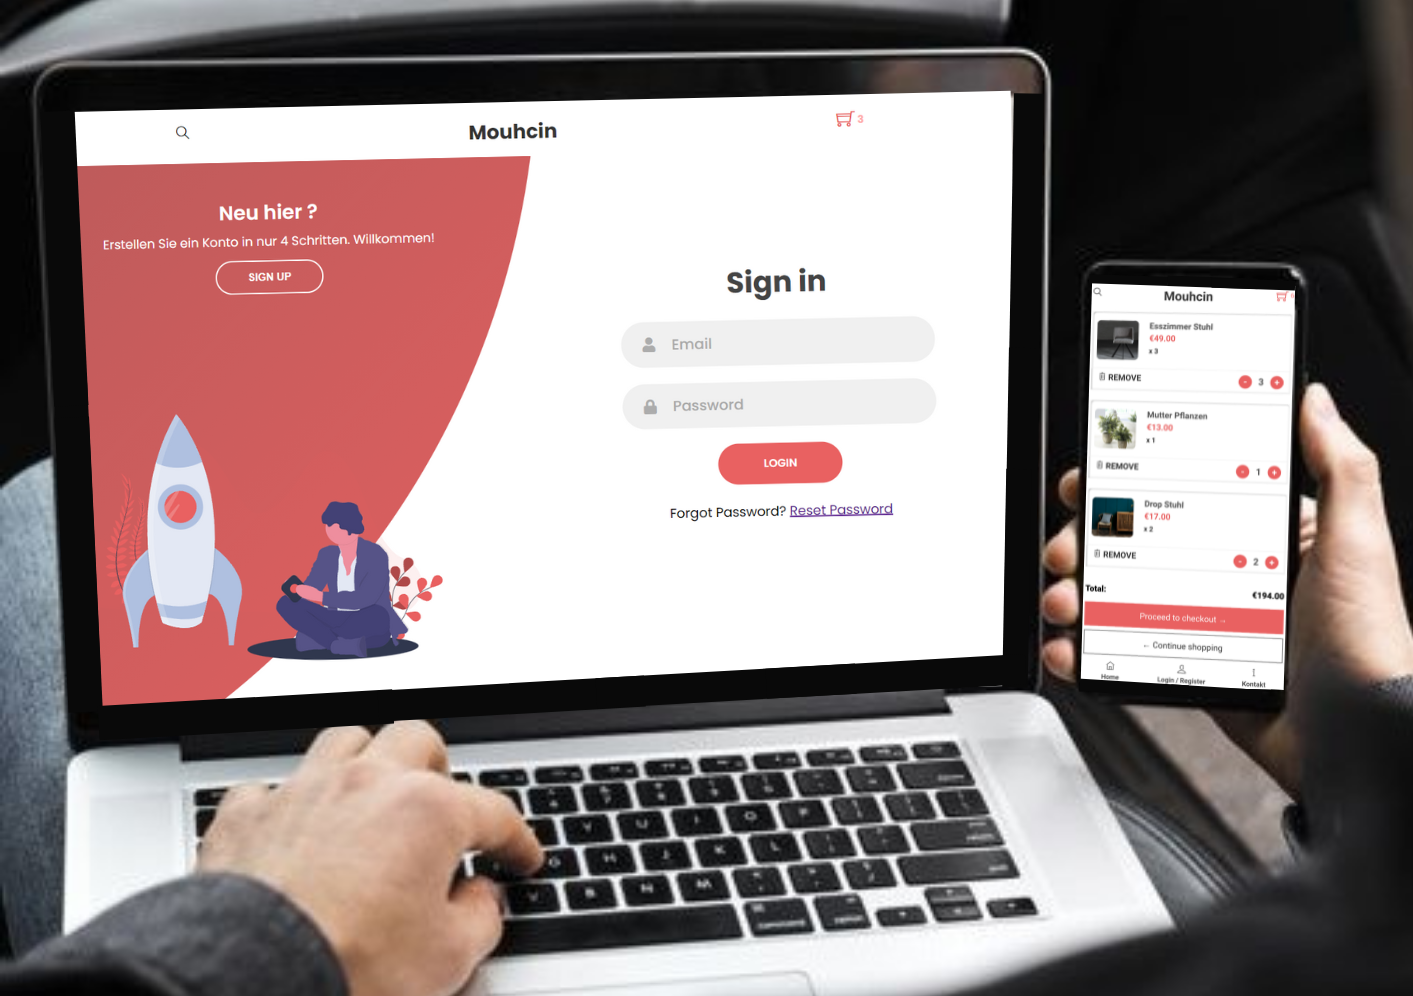 Mouhcin
3
Neu hier ?
Erstellen Sie ein Konto in nur 4 Schritten. Willkommen!
SIGN UP
Sign in
Email
Password
LOGIN
Forgot Password? Reset Password
Mouhcin
Esszimmer Stuhl
€49.00
x 3
REMOVE
- 3 +
Mutter Pflanzen
€13.00
x 1
REMOVE
- 1 +
Drop Stuhl
€17.00
x 2
REMOVE
- 2 +
Total:
€194.00
Proceed to checkout →
← Continue shopping
Home
Login / Register
Kontakt
Y U I O P
G H J K L
V B N M